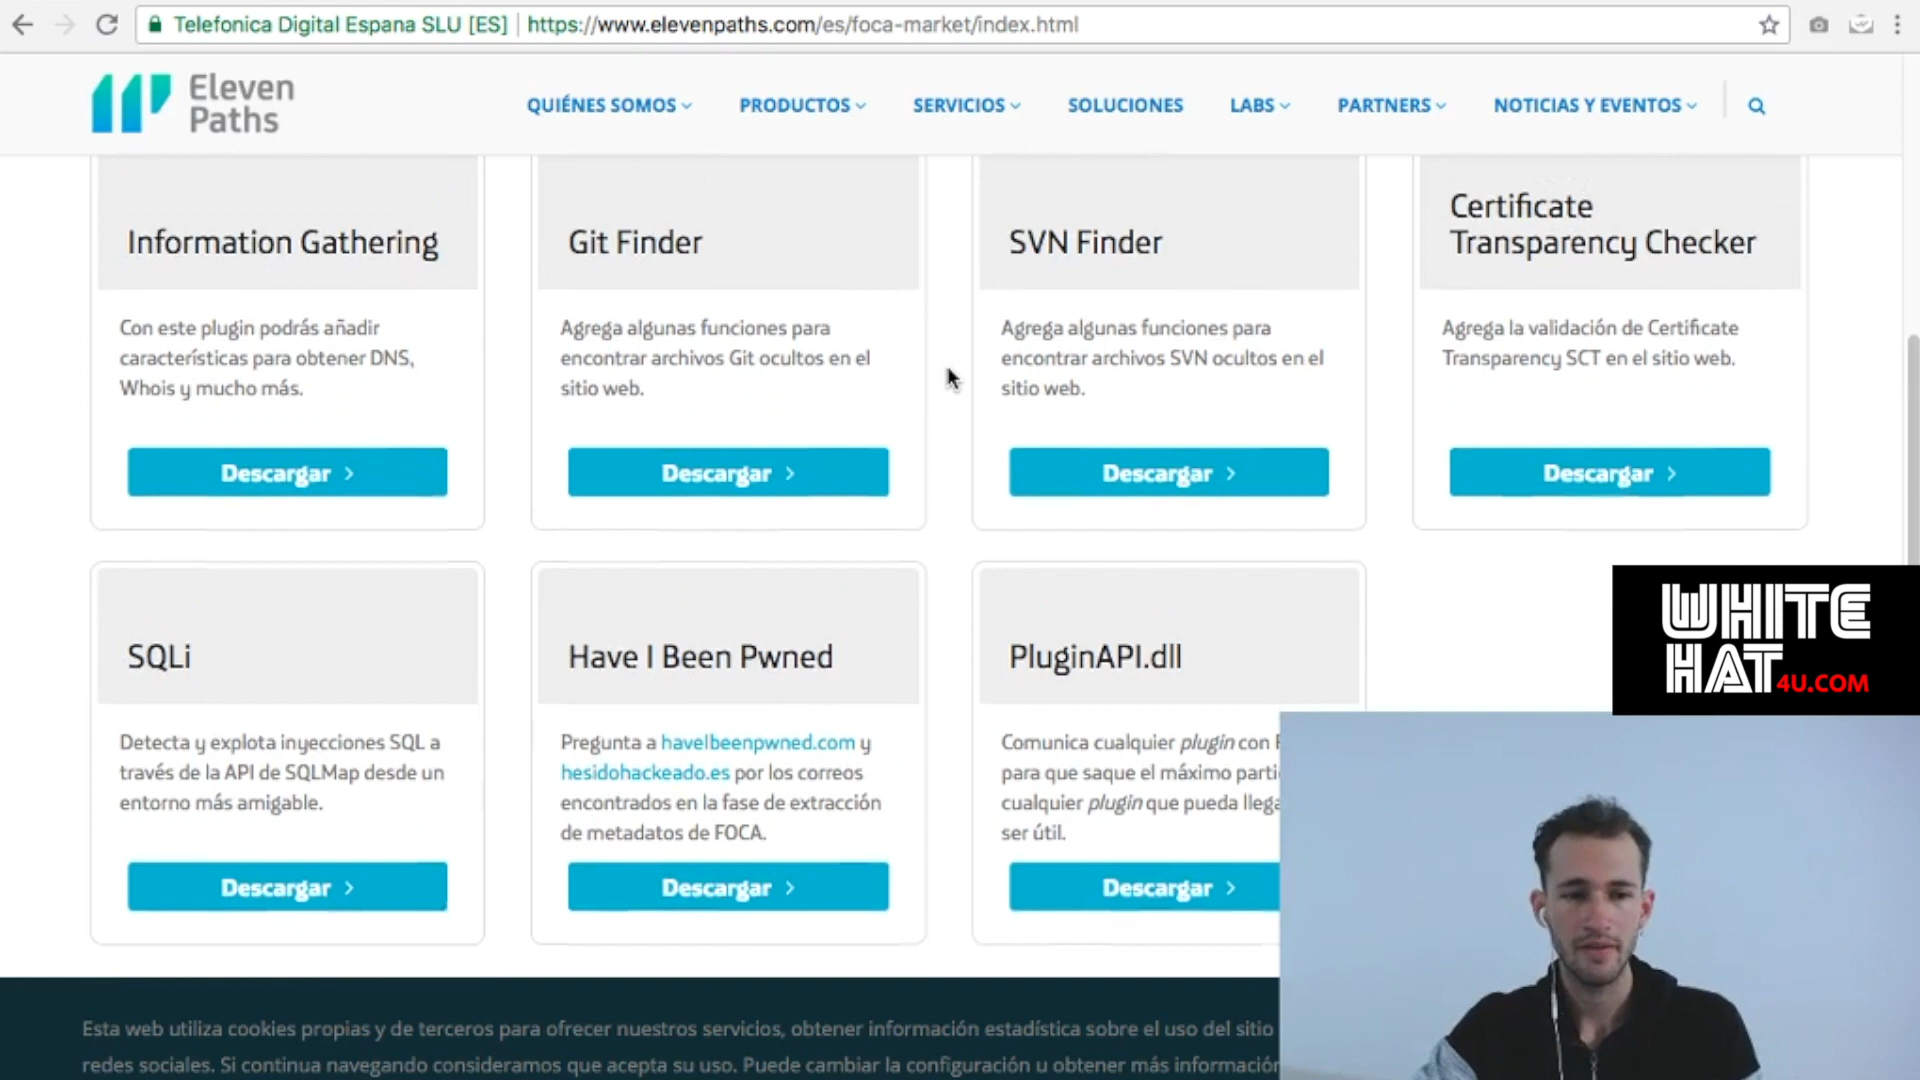 Telefonica Digital Espana SLU [ES] | https://www.elevenpaths.com/es/foca-market/index.html
Eleven
Paths
QUIÉNES SOMOS
PRODUCTOS
SERVICIOS
SOLUCIONES
LABS
PARTNERS
NOTICIAS Y EVENTOS
Information Gathering
Con este plugin podrás añadir
características para obtener DNS,
Whois y mucho más.
Descargar
Git Finder
Agrega algunas funciones para
encontrar archivos Git ocultos en el
sitio web.
Descargar
SVN Finder
Agrega algunas funciones para
encontrar archivos SVN ocultos en el
sitio web.
Descargar
Certificate
Transparency Checker
Agrega la validación de Certificate
Transparency SCT en el sitio web.
Descargar
SQLi
Detecta y explota inyecciones SQL a
través de la API de SQLMap desde un
entorno más amigable.
Descargar
Have I Been Pwned
Pregunta a haveIbeenpwned.com y
hesidohackeado.es por los correos
encontrados en la fase de extracción
de metadatos de FOCA.
Descargar
PluginAPI.dll
Comunica cualquier plugin con
para que saque el máximo
cualquier plugin que pueda
ser útil.
Descargar
WHITE
HAT4U.COM
Esta web utiliza cookies propias y de terceros para ofrecer nuestros servicios, obtener información estadística sobre el uso del sitio
redes sociales. Si continua navegando consideramos que acepta su uso. Puede cambiar la configuración u obtener más información